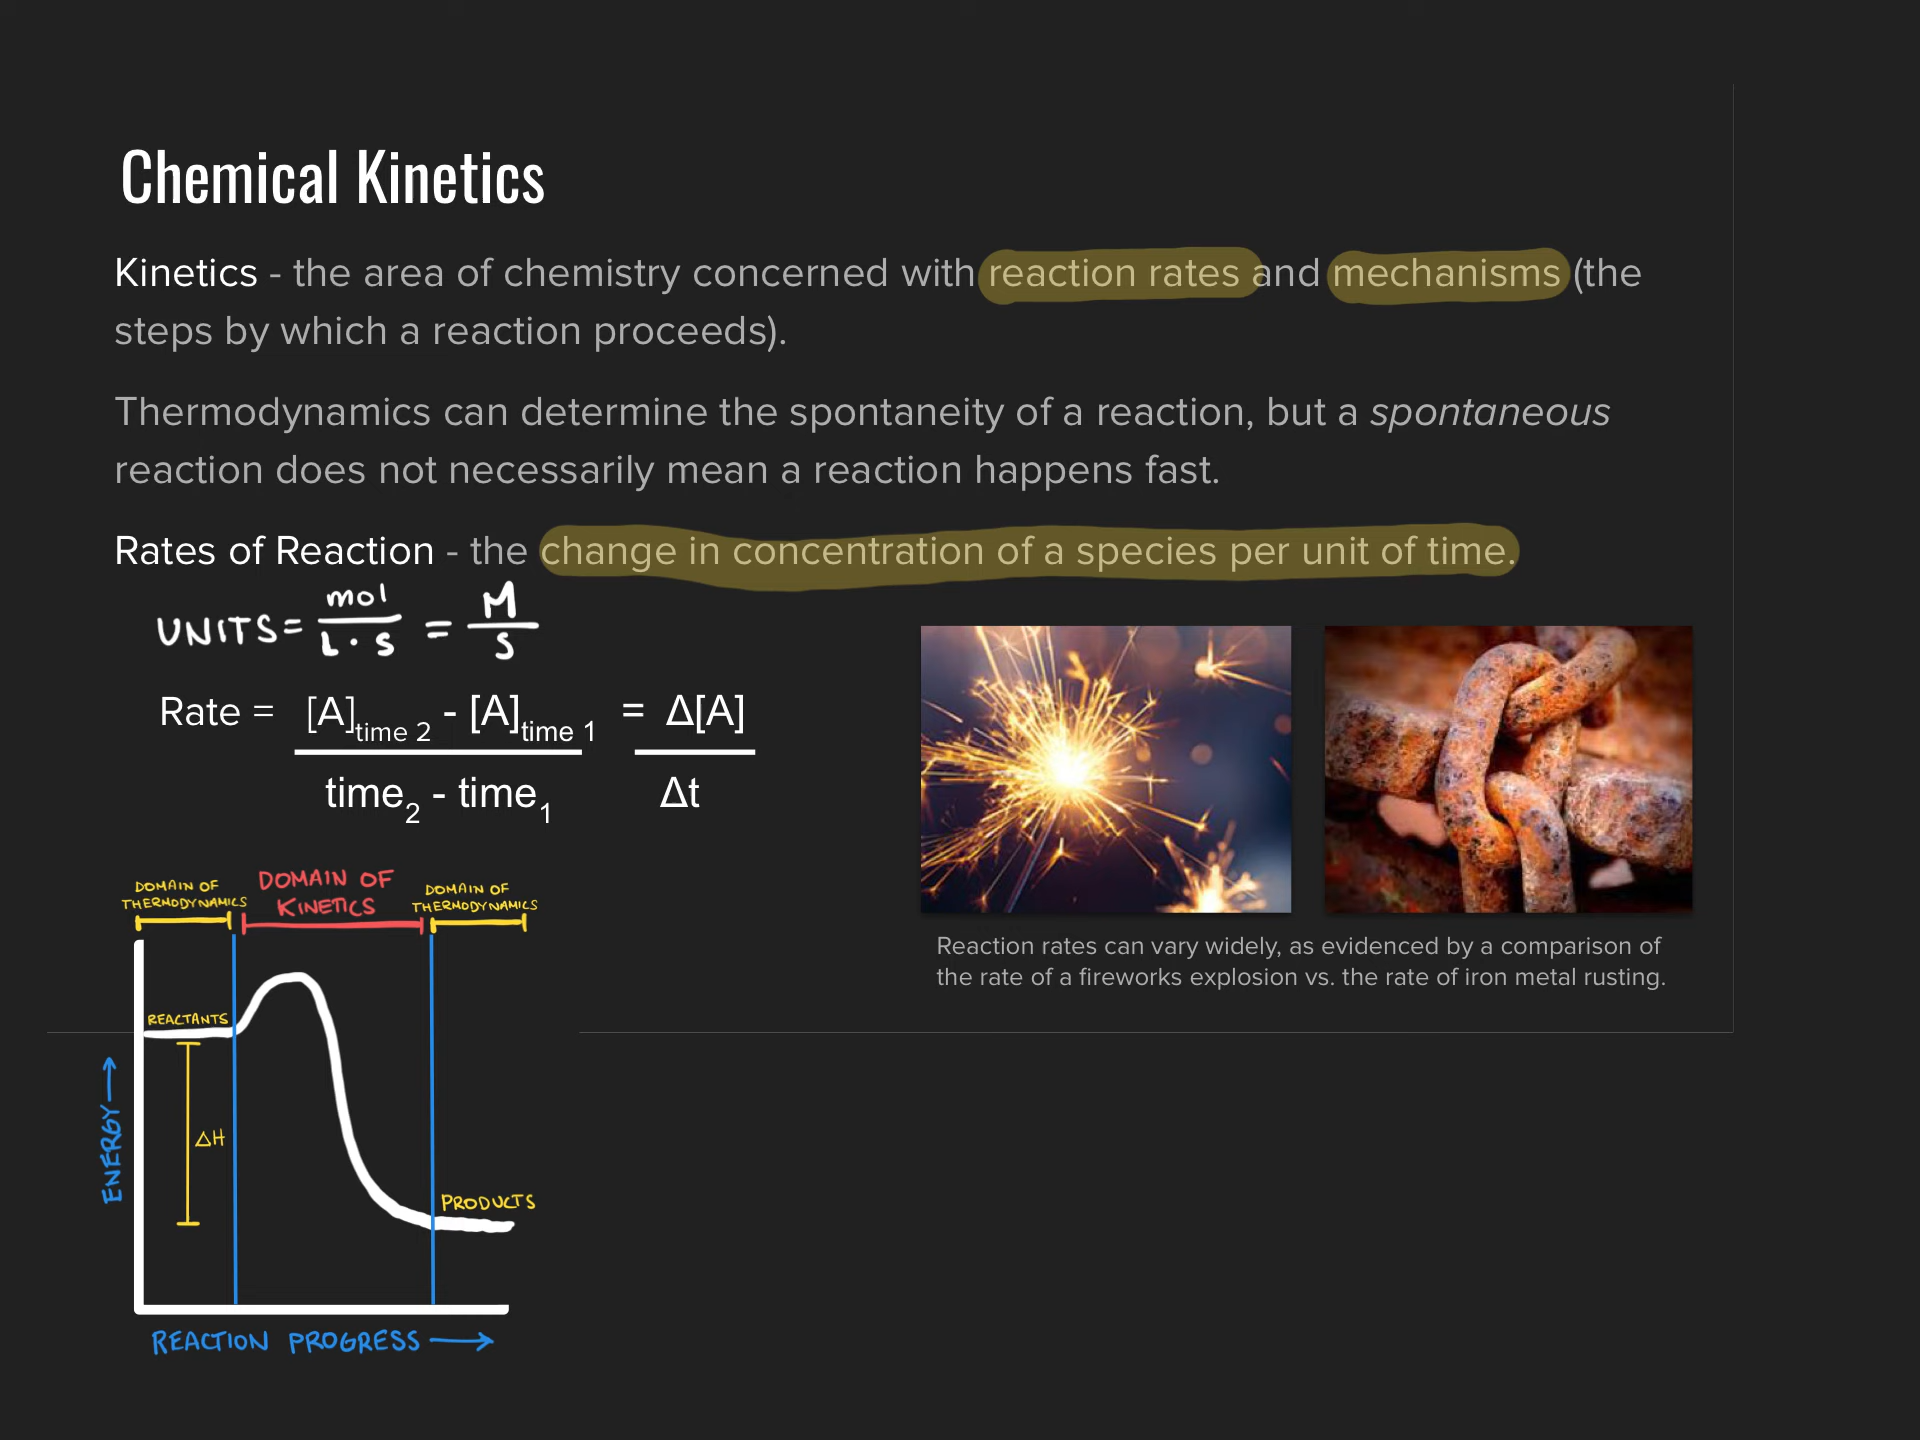 Chemical Kinetics
Kinetics - the area of chemistry concerned with reaction rates and mechanisms (the
steps by which a reaction proceeds).
Thermodynamics can determine the spontaneity of a reaction, but a spontaneous
reaction does not necessarily mean a reaction happens fast.
Rates of Reaction - the change in concentration of a species per unit of time.
UNITS = mol / L · S = M / S
Rate = [A]time 2 - [A]time 1 = Δ[A]
time2 - time1 Δt
DOMAIN OF
THERMODYNAMICS
DOMAIN OF
KINETICS
DOMAIN OF
THERMODYNAMICS
REACTANTS
ΔH
PRODUCTS
ENERGY →
REACTION PROGRESS →
Reaction rates can vary widely, as evidenced by a comparison of
the rate of a fireworks explosion vs. the rate of iron metal rusting.